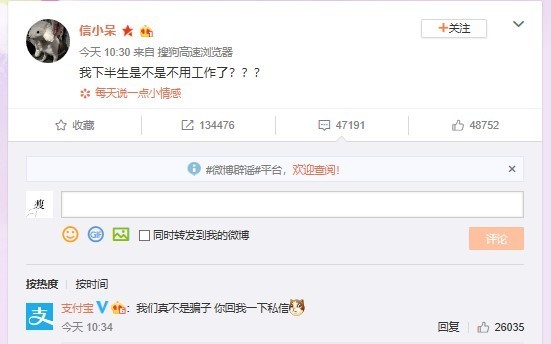 信小呆
+关注
今天 10:30 来自 搜狗高速浏览器
我下半生是不是不用工作了？？？
每天说一点小情感
收藏 134476 47191 48752
#微博辟谣#平台，欢迎查阅！
GIF 同时转发到我的微博 评论
按热度 按时间
支付宝 V ：我们真不是骗子 你回我一下私信
今天 10:34 回复 26035